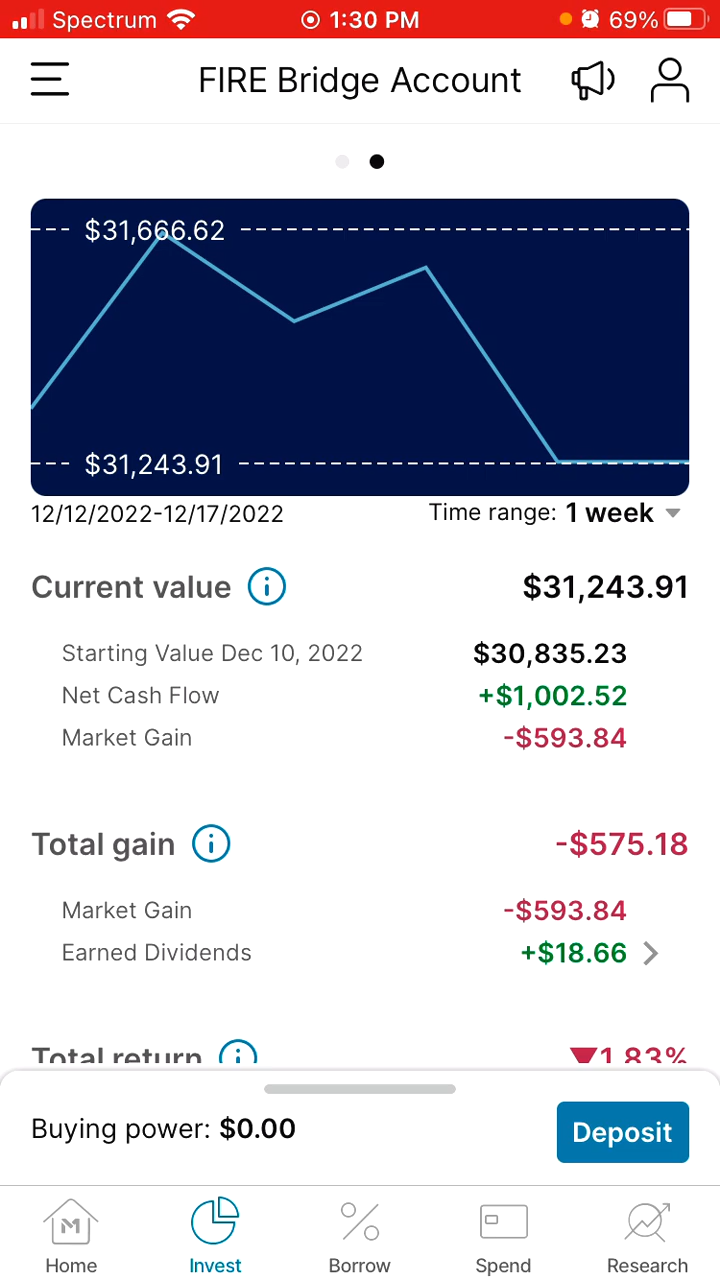 Spectrum 1:30 PM 69%
FIRE Bridge Account
$31,666.62
$31,243.91
12/12/2022-12/17/2022 Time range: 1 week
Current value $31,243.91
Starting Value Dec 10, 2022 $30,835.23
Net Cash Flow +$1,002.52
Market Gain -$593.84
Total gain -$575.18
Market Gain -$593.84
Earned Dividends +$18.66
Total return ▼1.83%
Buying power: $0.00 Deposit
Home Invest Borrow Spend Research